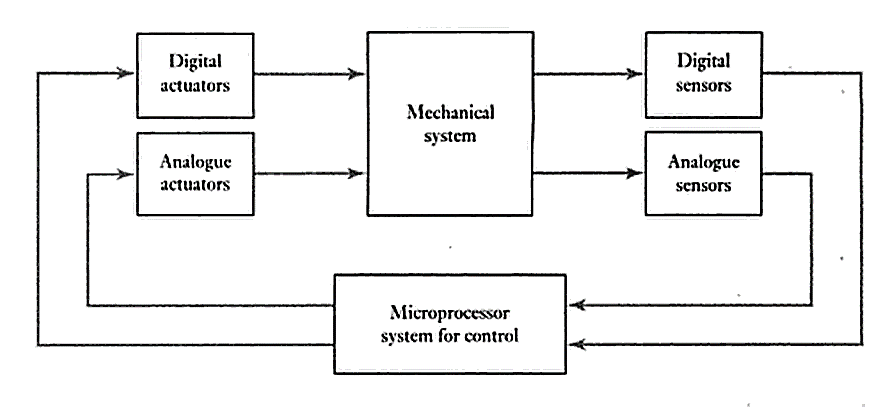 Digital
actuators
Mechanical
system
Digital
sensors
Analogue
actuators
Analogue
sensors
Microprocessor
system for control